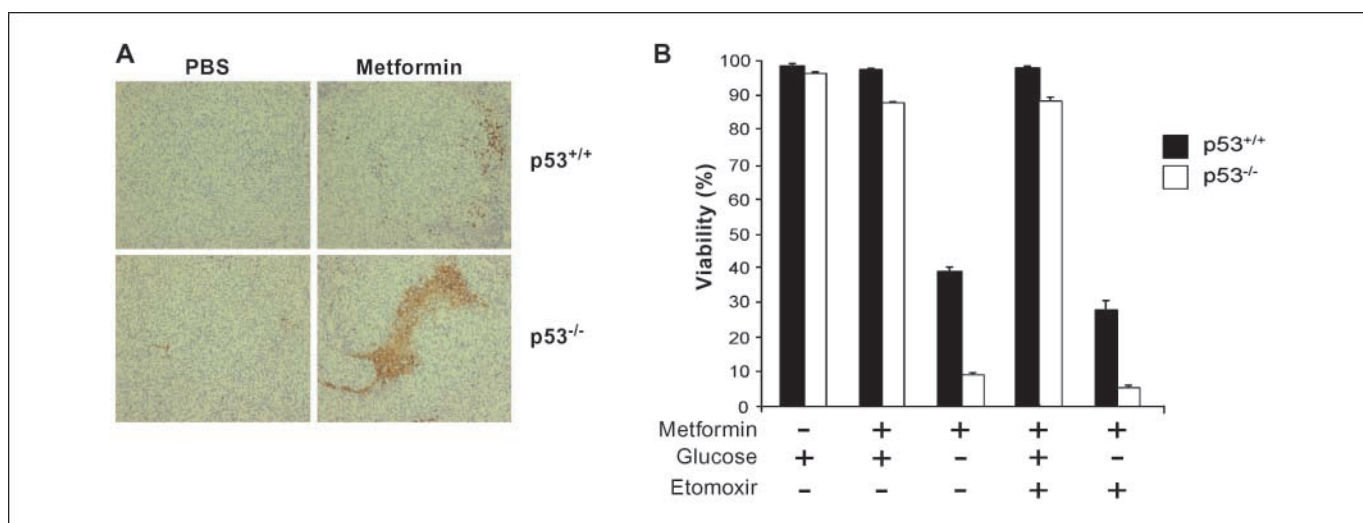 A
PBS Metformin
p53+/+
p53-/-
B
Viability (%)
100
90
80
70
60
50
40
30
20
10
0
p53+/+
p53-/-
Metformin - + + + +
Glucose + + - + -
Etomoxir - - - + +